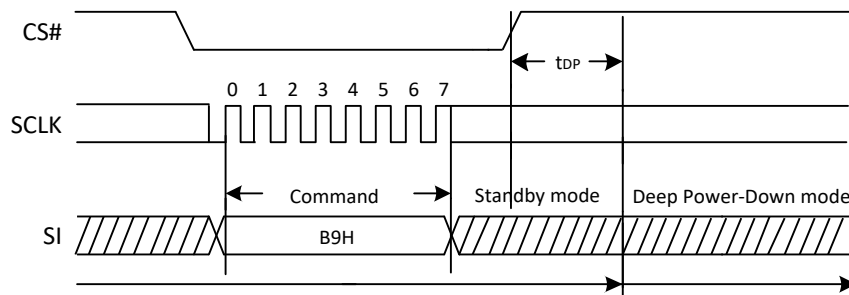 CS#
tDP
0 1 2 3 4 5 6 7
SCLK
Command
Standby mode
Deep Power-Down mode
SI
B9H